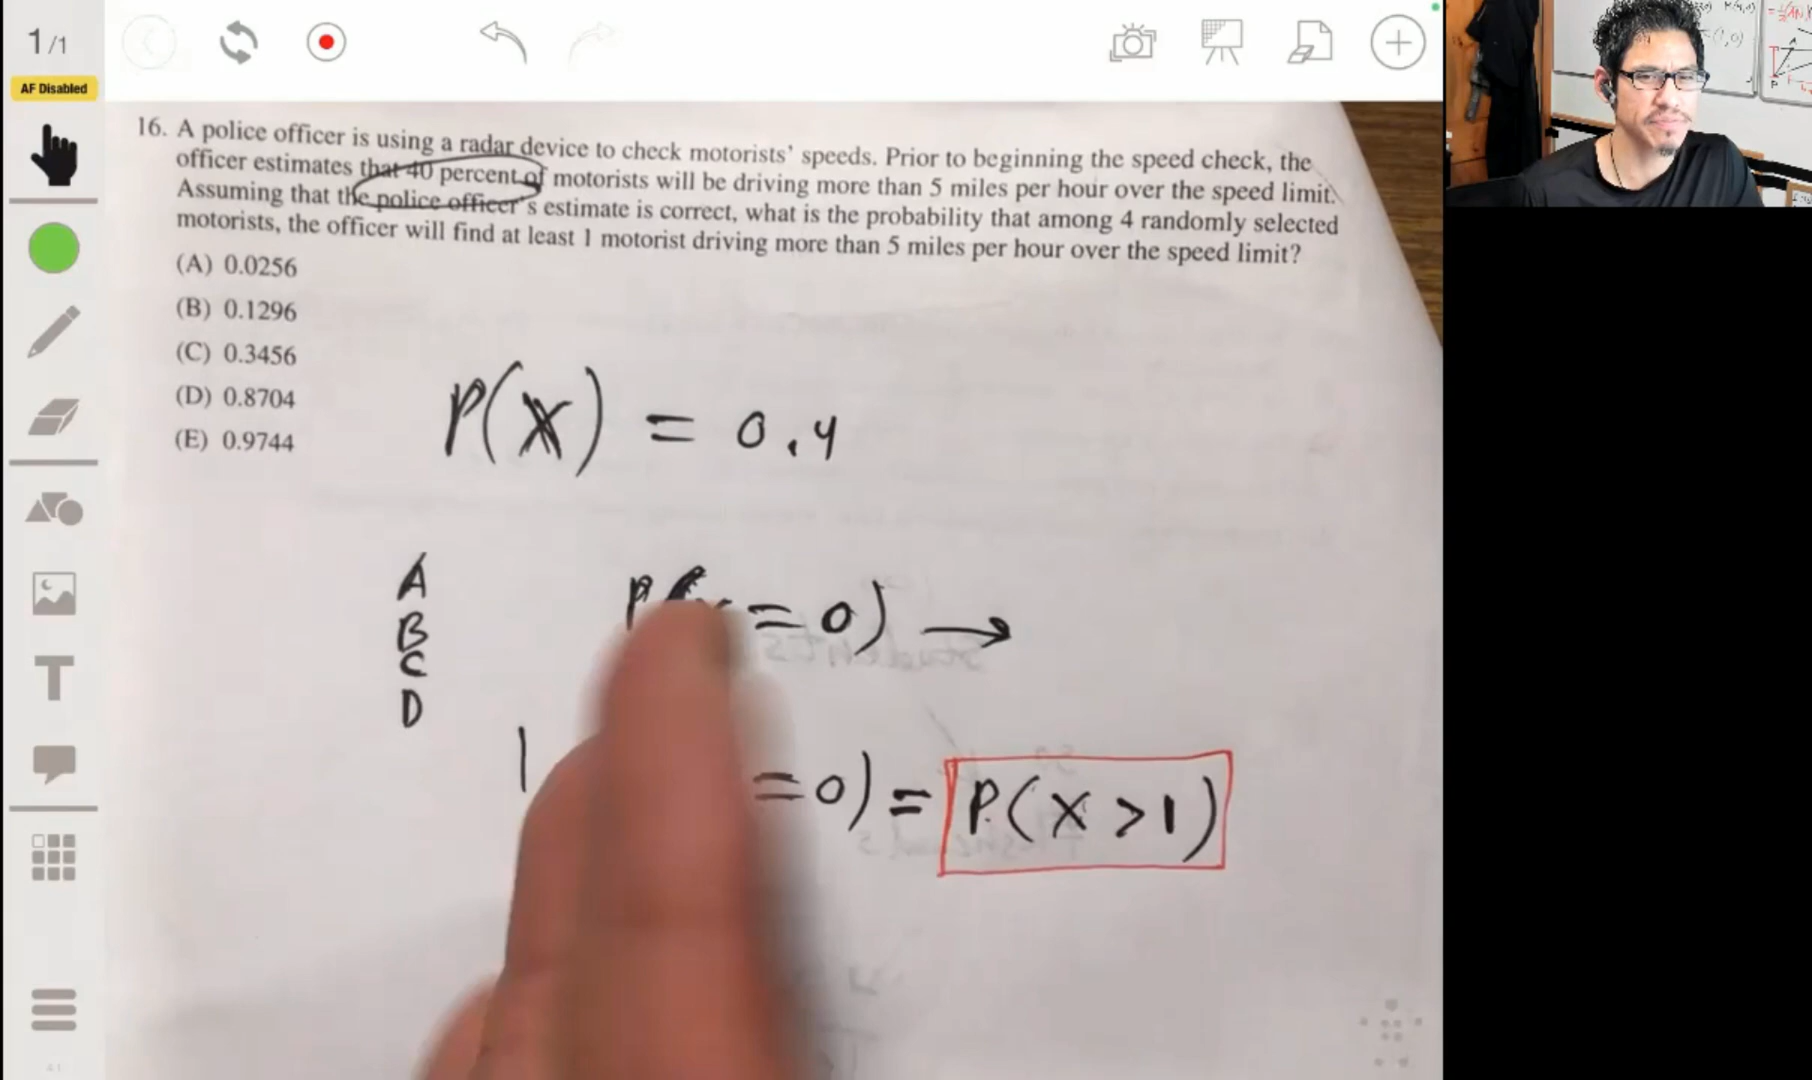 1/1
AF Disabled
16. A police officer is using a radar device to check motorists' speeds. Prior to beginning the speed check, the
officer estimates that 40 percent of motorists will be driving more than 5 miles per hour over the speed limit.
Assuming that the police officer's estimate is correct, what is the probability that among 4 randomly selected
motorists, the officer will find at least 1 motorist driving more than 5 miles per hour over the speed limit?
(A) 0.0256
(B) 0.1296
(C) 0.3456
(D) 0.8704
(E) 0.9744
P(X) = 0.4
A
B
C
D
P( = 0) →
1 = 0) = P(X > 1)
T